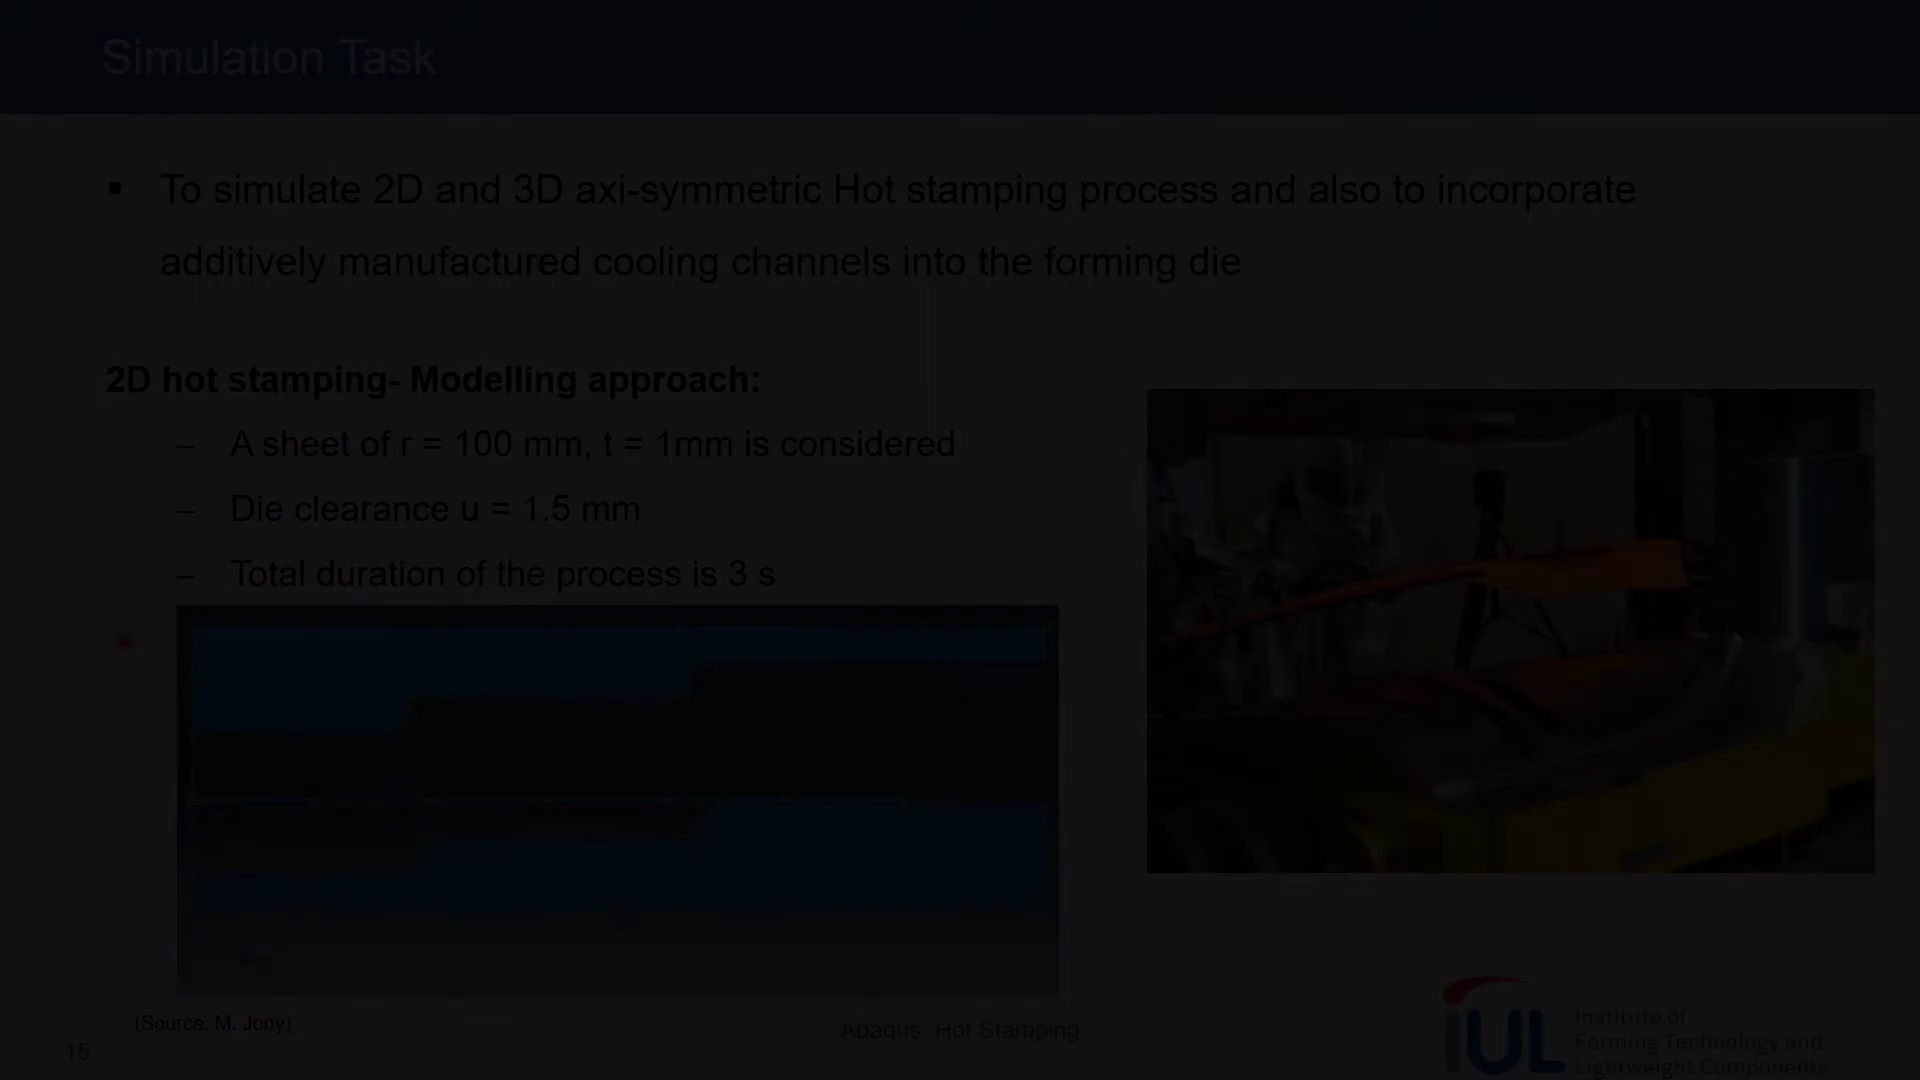 Simulation Task
▪ To simulate 2D and 3D axi-symmetric Hot stamping process and also to incorporate
additively manufactured cooling channels into the forming die
2D hot stamping- Modelling approach:
– A sheet of r = 100 mm, t = 1mm is considered
– Die clearance u = 1.5 mm
– Total duration of the process is 3 s
(Source: M. Jony)
15
Abaqus: Hot Stamping
IUL
Institute of
Forming Technology and
Lightweight Components